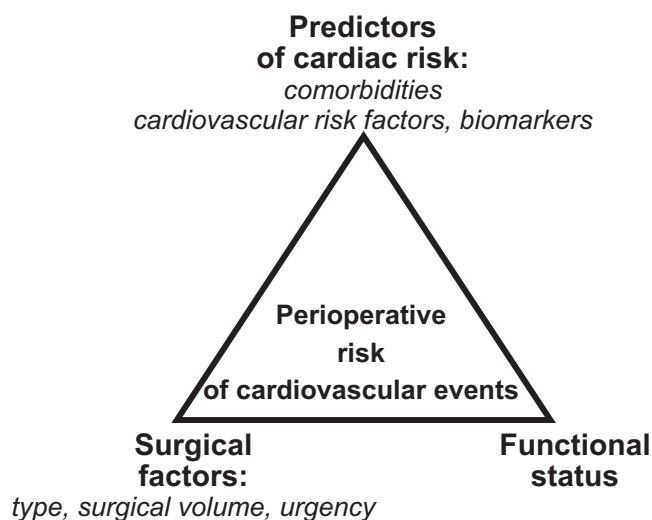 Predictors
of cardiac risk:
comorbidities
cardiovascular risk factors, biomarkers
Perioperative
risk
of cardiovascular events
Surgical
factors:
type, surgical volume, urgency
Functional
status